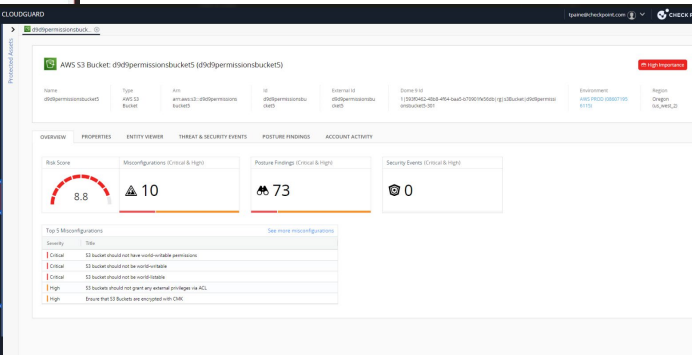 CLOUDGUARD
tpaine@checkpoint.com
CHECK P
d9d9permissionsbuck...
Protected Assets
AWS S3 Bucket: d9d9permissionsbucket5 (d9d9permissionsbucket5)
High Importance
Name
d9d9permissionsbucket5
Type
AWS S3
Bucket
Arn
arn:aws:s3:::d9d9permissions
bucket5
Id
d9d9permissionsbu
cket5
External Id
d9d9permissionsbu
cket5
Dome 9 Id
Environment
Region
Oregon
(us_west_2)
OVERVIEW
PROPERTIES
ENTITY VIEWER
THREAT & SECURITY EVENTS
POSTURE FINDINGS
ACCOUNT ACTIVITY
Risk Score
8.8
Misconfigurations (Critical & High)
10
Posture Findings (Critical & High)
73
Security Events (Critical & High)
0
Top 5 Misconfigurations
See more misconfigurations
Severity Title
Critical S3 bucket should not have world-writable permissions
Critical S3 bucket should not be world-writable
Critical S3 bucket should not be world-listable
High S3 buckets should not grant any external privileges via ACL
High Ensure that S3 Buckets are encrypted with CMK